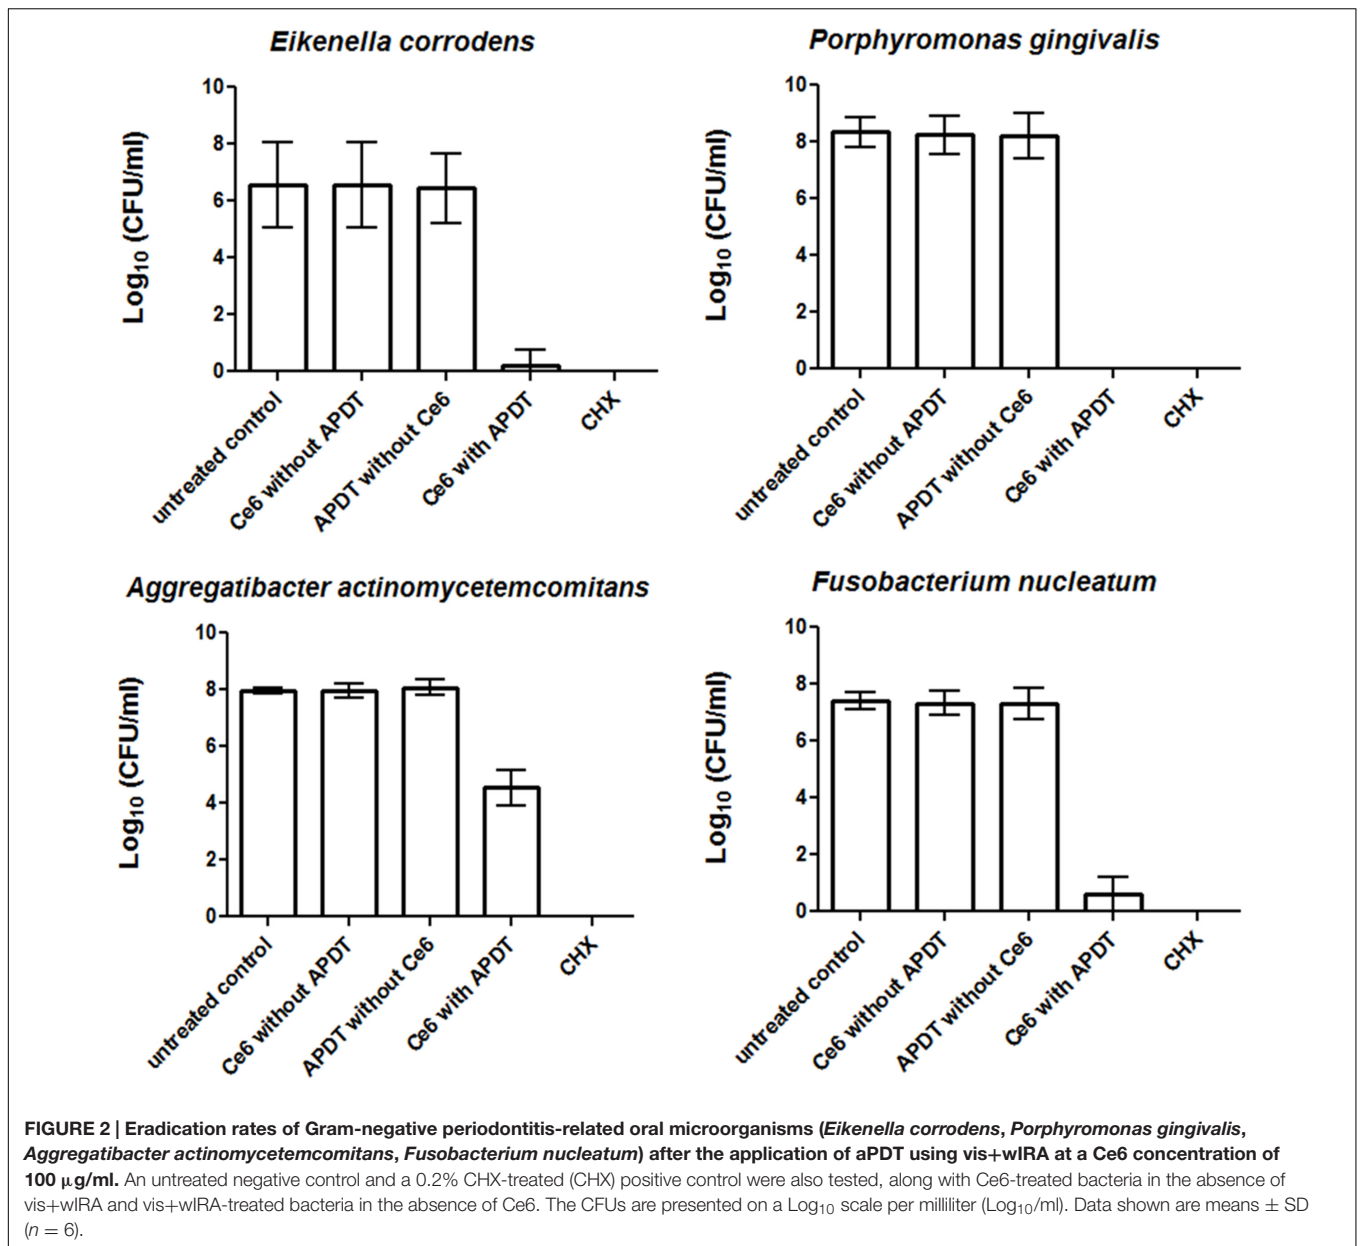 Eikenella corrodens
Log10 (CFU/ml)
10
8
6
4
2
0
untreated control
Ce6 without APDT
APDT without Ce6
Ce6 with APDT
CHX
Porphyromonas gingivalis
Log10 (CFU/ml)
10
8
6
4
2
0
untreated control
Ce6 without APDT
APDT without Ce6
Ce6 with APDT
CHX
Aggregatibacter actinomycetemcomitans
Log10 (CFU/ml)
10
8
6
4
2
0
untreated control
Ce6 without APDT
APDT without Ce6
Ce6 with APDT
CHX
Fusobacterium nucleatum
Log10 (CFU/ml)
10
8
6
4
2
0
untreated control
Ce6 without APDT
APDT without Ce6
Ce6 with APDT
CHX
FIGURE 2 | Eradication rates of Gram-negative periodontitis-related oral microorganisms (Eikenella corrodens, Porphyromonas gingivalis,
Aggregatibacter actinomycetemcomitans, Fusobacterium nucleatum) after the application of aPDT using vis+wIRA at a Ce6 concentration of
100 μg/ml. An untreated negative control and a 0.2% CHX-treated (CHX) positive control were also tested, along with Ce6-treated bacteria in the absence of
vis+wIRA and vis+wIRA-treated bacteria in the absence of Ce6. The CFUs are presented on a Log10 scale per milliliter (Log10/ml). Data shown are means ± SD
(n = 6).